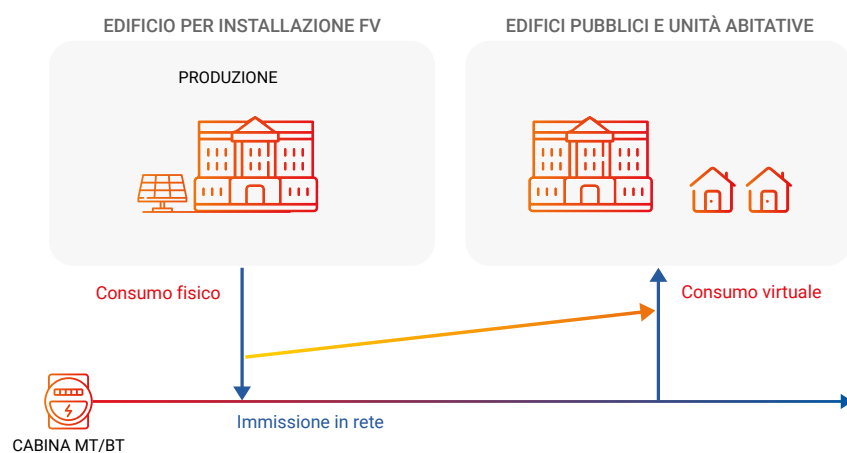 EDIFICIO PER INSTALLAZIONE FV
EDIFICI PUBBLICI E UNITÀ ABITATIVE
PRODUZIONE
Consumo fisico
Consumo virtuale
Immissione in rete
CABINA MT/BT